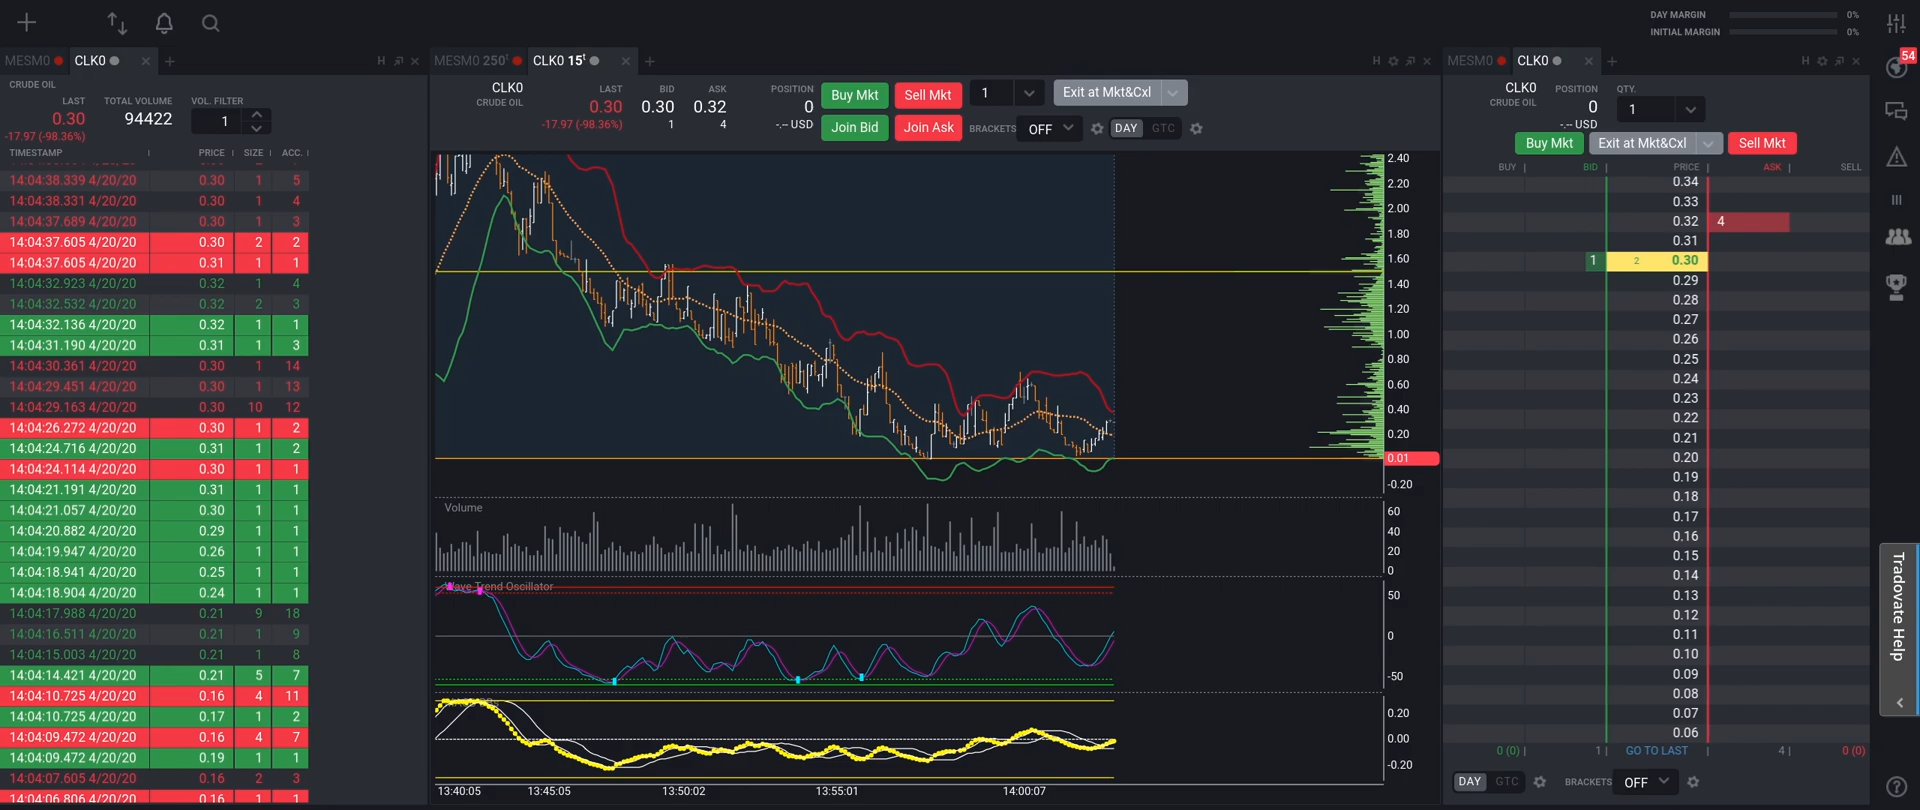 DAY MARGIN 0%
INITIAL MARGIN 0%
54
MESM0 CLK0
CRUDE OIL
LAST TOTAL VOLUME VOL. FILTER
0.30 94422 1
-17.97 (-98.36%)
TIMESTAMP PRICE SIZE ACC.
14:04:38.339 4/20/20 0.30 1 5
14:04:38.331 4/20/20 0.30 1 4
14:04:37.689 4/20/20 0.30 1 3
14:04:37.605 4/20/20 0.30 2 2
14:04:37.605 4/20/20 0.31 1 1
14:04:32.923 4/20/20 0.32 1 4
14:04:32.532 4/20/20 0.32 2 3
14:04:32.136 4/20/20 0.32 1 1
14:04:31.190 4/20/20 0.31 1 3
14:04:30.361 4/20/20 0.30 1 14
14:04:29.451 4/20/20 0.30 1 13
14:04:29.163 4/20/20 0.30 10 12
14:04:26.272 4/20/20 0.30 1 2
14:04:24.716 4/20/20 0.31 1 2
14:04:24.114 4/20/20 0.30 1 1
14:04:21.191 4/20/20 0.31 1 1
14:04:21.057 4/20/20 0.30 1 1
14:04:20.882 4/20/20 0.29 1 1
14:04:19.947 4/20/20 0.26 1 1
14:04:18.941 4/20/20 0.25 1 1
14:04:18.904 4/20/20 0.24 1 1
14:04:17.988 4/20/20 0.21 9 18
14:04:16.511 4/20/20 0.21 1 9
14:04:15.003 4/20/20 0.21 1 8
14:04:14.421 4/20/20 0.21 5 7
14:04:10.725 4/20/20 0.16 4 11
14:04:10.725 4/20/20 0.17 1 2
14:04:09.472 4/20/20 0.16 4 7
14:04:09.472 4/20/20 0.19 1 1
14:04:07.605 4/20/20 0.16 2 3
14:04:06.806 4/20/20 0.16 1 1
H
MESM0 250t CLK0 15t
H
CLK0
CRUDE OIL
LAST BID ASK POSITION
0.30 0.30 0.32 0
-17.97 (-98.36%) 1 4 -.-- USD
Buy Mkt Sell Mkt 1 Exit at Mkt&Cxl
Join Bid Join Ask BRACKETS OFF DAY GTC
2.40
2.20
2.00
1.80
1.60
1.40
1.20
1.00
0.80
0.60
0.40
0.20
0.01
-0.20
Volume
60
40
20
0
Wave Trend Oscillator
50
0
-50
0.20
0.00
-0.20
13:40:05 13:45:05 13:50:02 13:55:01 14:00:07
MESM0 CLK0
H
CLK0 POSITION QTY.
CRUDE OIL 0 1
-.-- USD
Buy Mkt Exit at Mkt&Cxl Sell Mkt
BUY BID PRICE ASK SELL
0.34
0.33
0.32 4
0.31
1 2 0.30
0.29
0.28
0.27
0.26
0.25
0.24
0.23
0.22
0.21
0.20
0.19
0.18
0.17
0.16
0.15
0.14
0.13
0.12
0.11
0.10
0.09
0.08
0.07
0.06
0 (0) 1 GO TO LAST 4 0 (0)
DAY GTC BRACKETS OFF
Tradovate Help